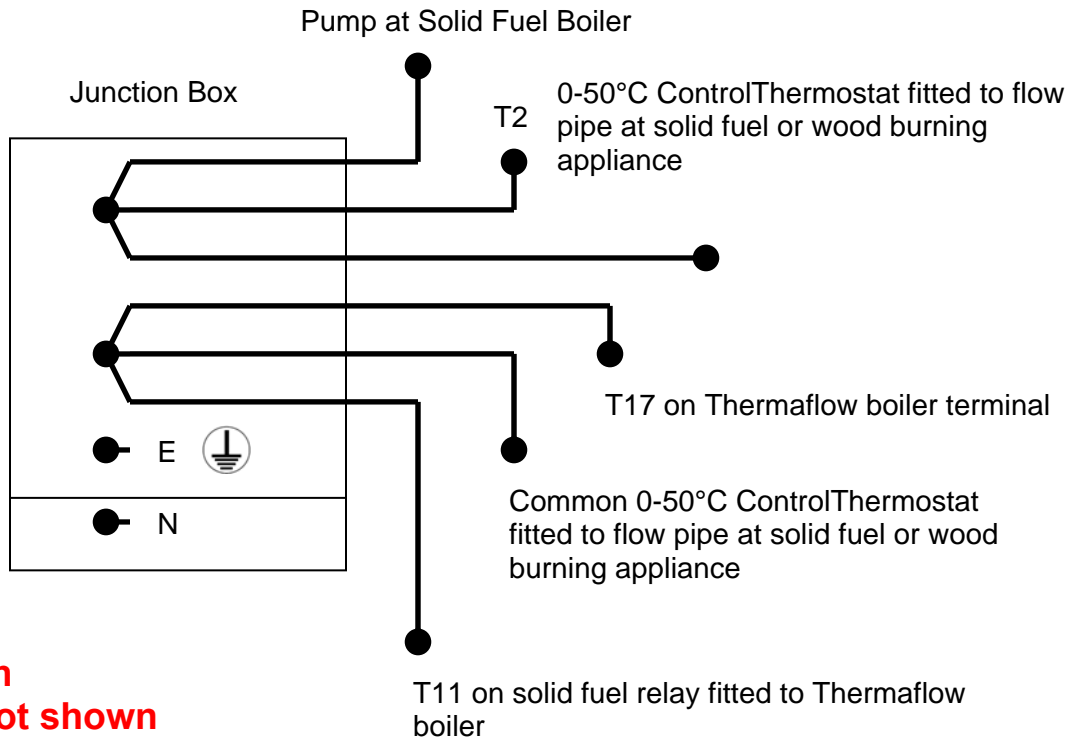 Pump at Solid Fuel Boiler
Junction Box
T2
0-50°C ControlThermostat fitted to flow
pipe at solid fuel or wood burning
appliance
T17 on Thermaflow boiler terminal
E
N
Common 0-50°C ControlThermostat
fitted to flow pipe at solid fuel or wood
burning appliance
T11 on solid fuel relay fitted to Thermaflow
boiler
shown